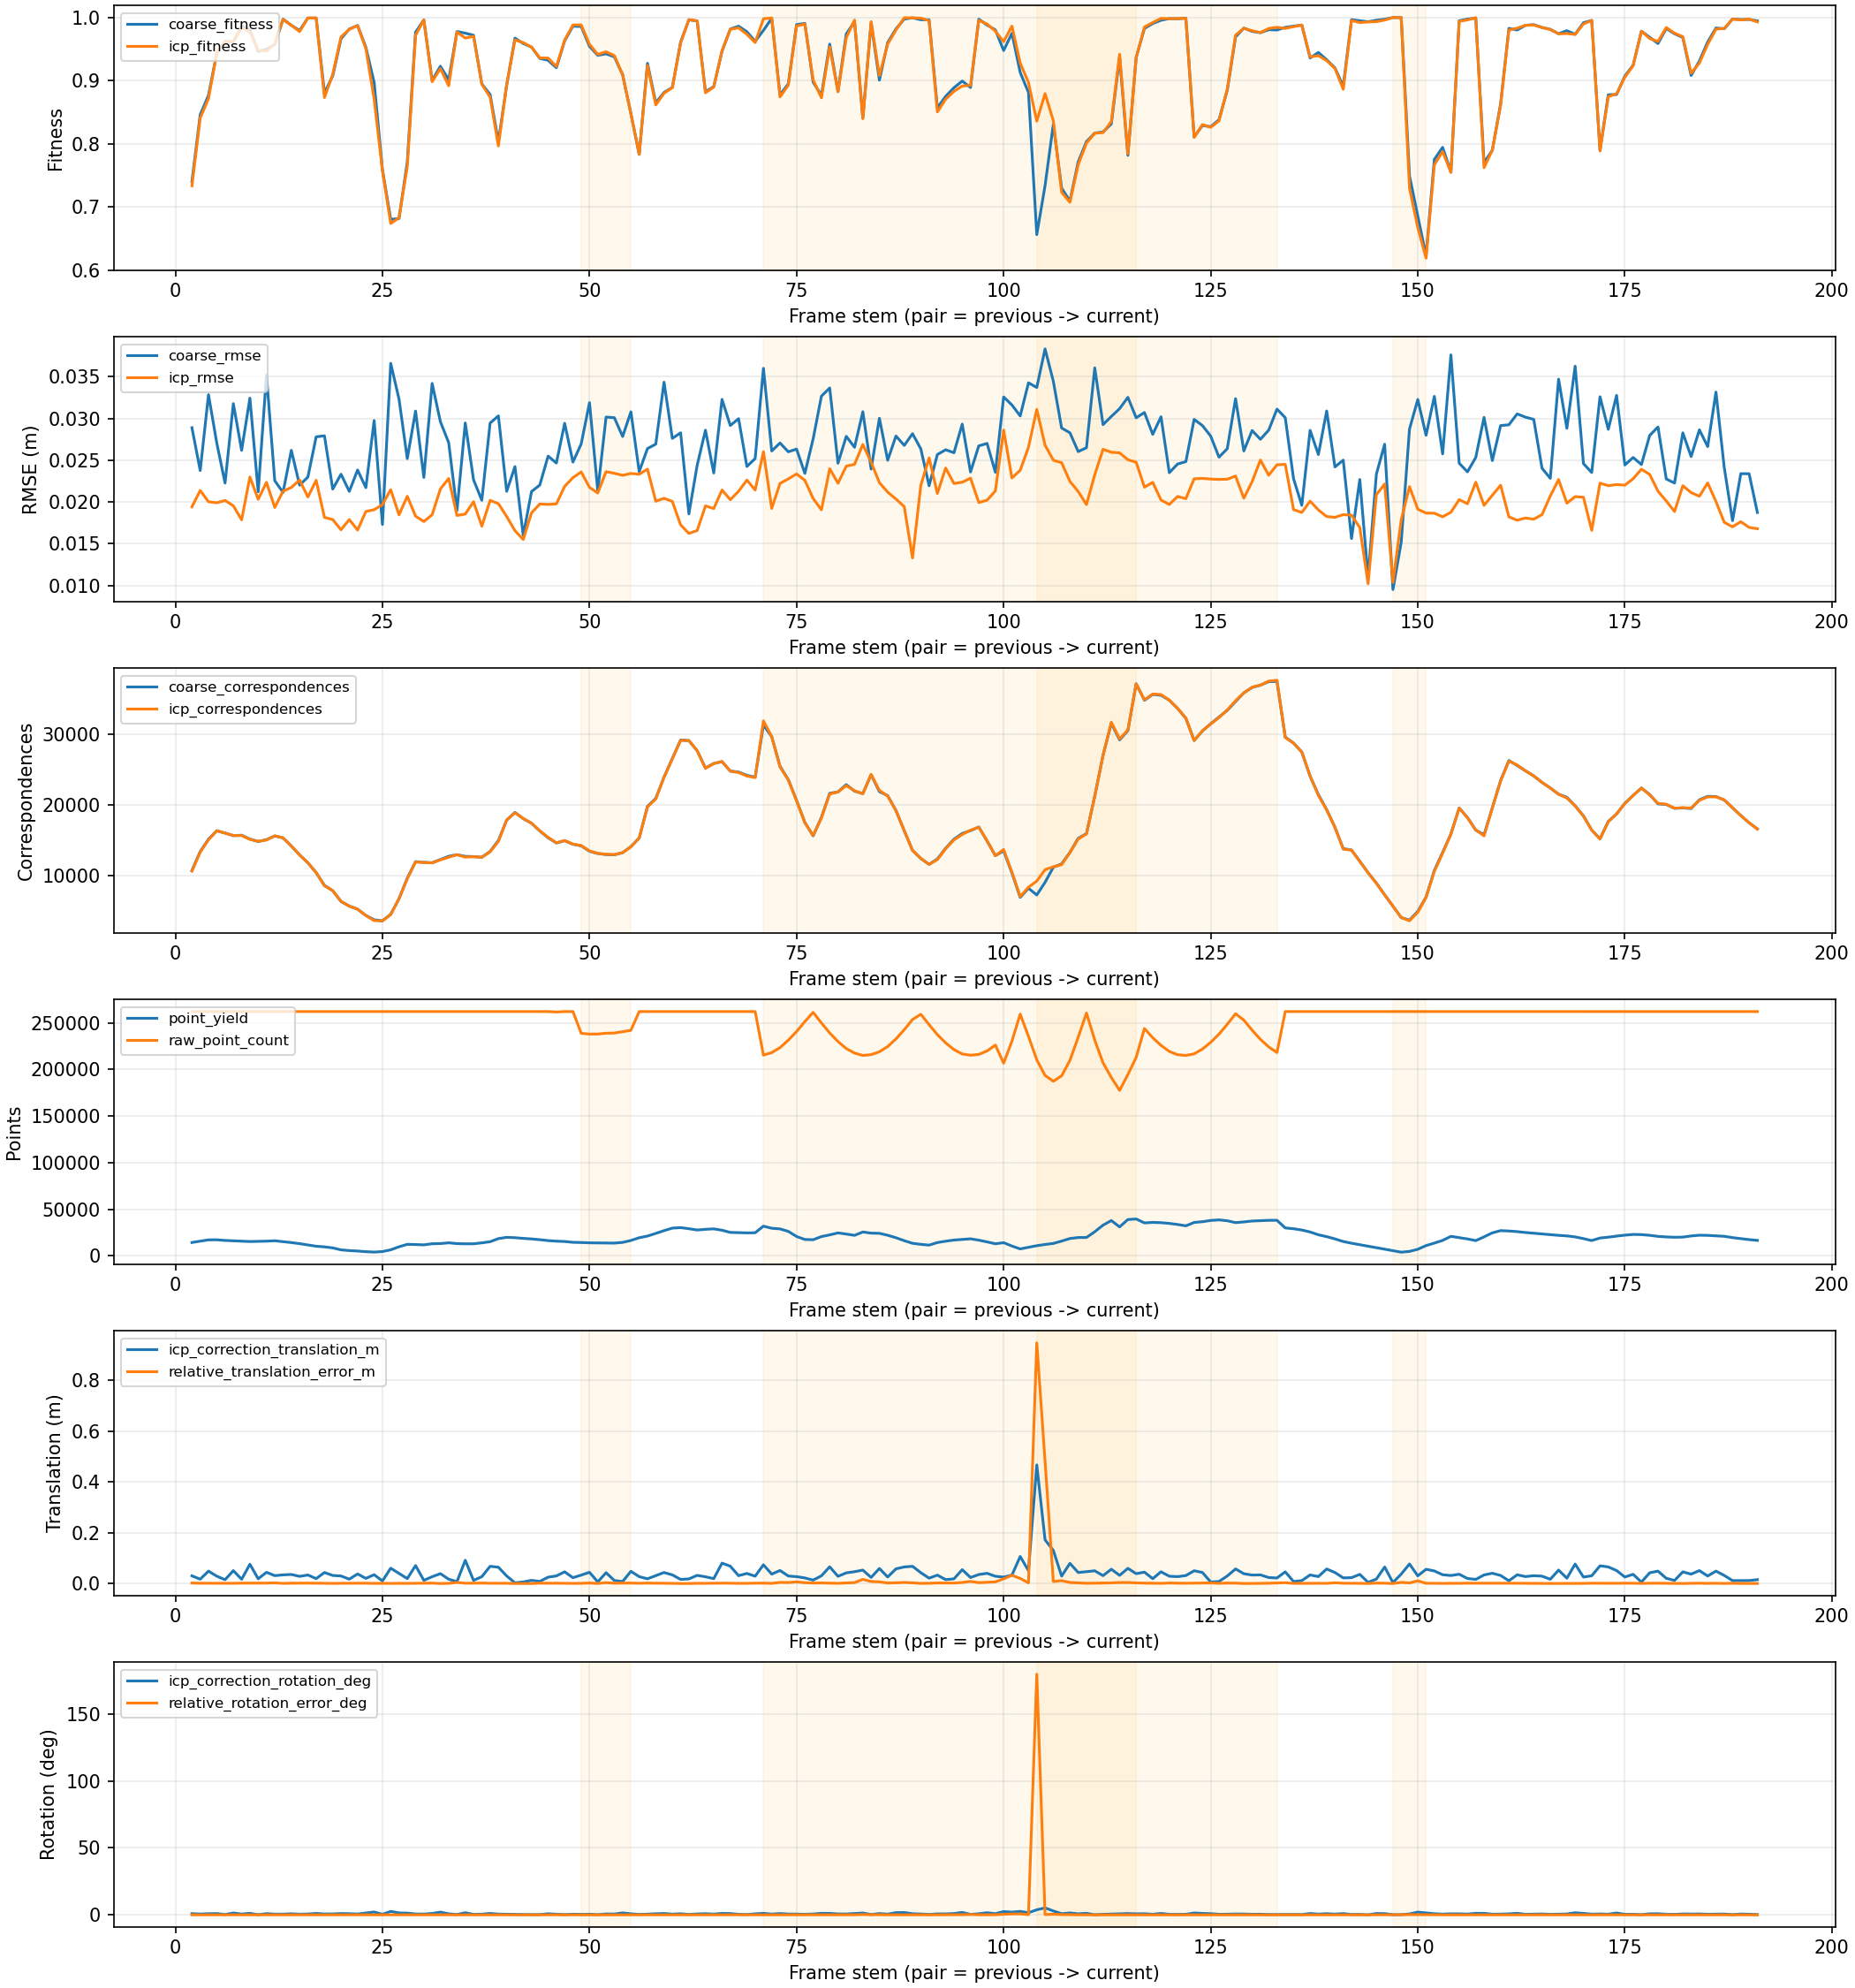 1.0
0.9
0.8
0.7
0.6
Fitness
coarse_fitness
icp_fitness
0 25 50 75 100 125 150 175 200
Frame stem (pair = previous -> current)
0.035
0.030
0.025
0.020
0.015
0.010
RMSE (m)
coarse_rmse
icp_rmse
0 25 50 75 100 125 150 175 200
Frame stem (pair = previous -> current)
30000
20000
10000
Correspondences
coarse_correspondences
icp_correspondences
0 25 50 75 100 125 150 175 200
Frame stem (pair = previous -> current)
250000
200000
150000
100000
50000
0
Points
point_yield
raw_point_count
0 25 50 75 100 125 150 175 200
Frame stem (pair = previous -> current)
0.8
0.6
0.4
0.2
0.0
Translation (m)
icp_correction_translation_m
relative_translation_error_m
0 25 50 75 100 125 150 175 200
Frame stem (pair = previous -> current)
150
100
50
0
Rotation (deg)
icp_correction_rotation_deg
relative_rotation_error_deg
0 25 50 75 100 125 150 175 200
Frame stem (pair = previous -> current)